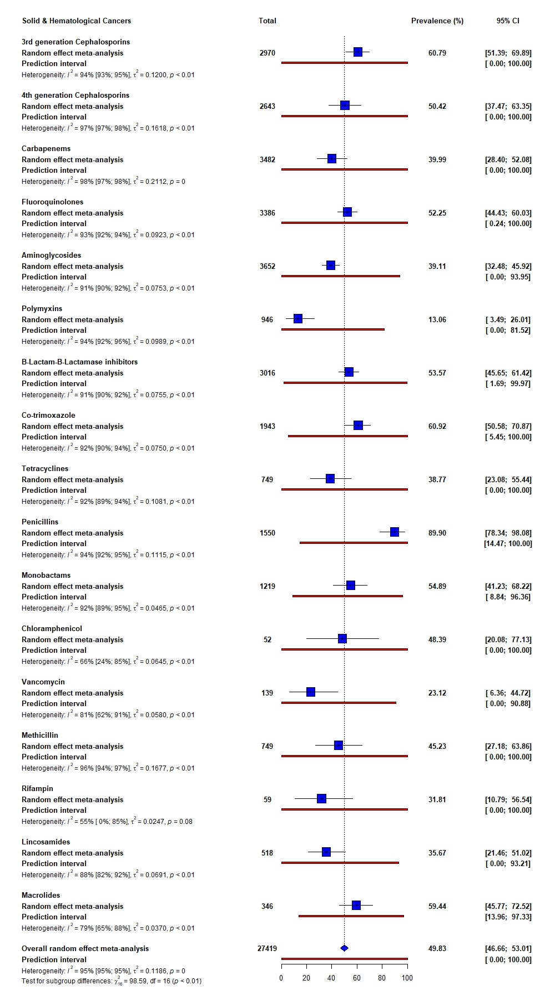 Solid & Hematological Cancers Total Prevalence (%) 95% CI
3rd generation Cephalosporins
Random effect meta-analysis 2970 60.79 [51.39; 69.89]
Prediction interval [ 0.00; 100.00]
Heterogeneity: I² = 94% [93%; 95%], τ² = 0.1200, p < 0.01
4th generation Cephalosporins
Random effect meta-analysis 2643 50.42 [37.47; 63.35]
Prediction interval [ 0.00; 100.00]
Heterogeneity: I² = 97% [97%; 98%], τ² = 0.1618, p < 0.01
Carbapenems
Random effect meta-analysis 3482 39.99 [28.40; 52.08]
Prediction interval [ 0.00; 100.00]
Heterogeneity: I² = 98% [97%; 98%], τ² = 0.2112, p = 0
Fluoroquinolones
Random effect meta-analysis 3386 52.25 [44.43; 60.03]
Prediction interval [ 0.24; 100.00]
Heterogeneity: I² = 93% [92%; 94%], τ² = 0.0923, p < 0.01
Aminoglycosides
Random effect meta-analysis 3652 39.11 [32.48; 45.92]
Prediction interval [ 0.00; 93.95]
Heterogeneity: I² = 91% [90%; 92%], τ² = 0.0753, p < 0.01
Polymyxins
Random effect meta-analysis 946 13.06 [ 3.49; 26.01]
Prediction interval [ 0.00; 81.52]
Heterogeneity: I² = 94% [92%; 96%], τ² = 0.0989, p < 0.01
B-Lactam-B-Lactamase inhibitors
Random effect meta-analysis 3016 53.57 [45.65; 61.42]
Prediction interval [ 1.69; 99.97]
Heterogeneity: I² = 91% [90%; 92%], τ² = 0.0755, p < 0.01
Co-trimoxazole
Random effect meta-analysis 1943 60.92 [50.58; 70.87]
Prediction interval [ 5.45; 100.00]
Heterogeneity: I² = 92% [90%; 94%], τ² = 0.0750, p < 0.01
Tetracyclines
Random effect meta-analysis 749 38.77 [23.08; 55.44]
Prediction interval [ 0.00; 100.00]
Heterogeneity: I² = 92% [89%; 94%], τ² = 0.1081, p < 0.01
Penicillins
Random effect meta-analysis 1550 89.90 [78.34; 98.08]
Prediction interval [14.47; 100.00]
Heterogeneity: I² = 94% [92%; 95%], τ² = 0.1115, p < 0.01
Monobactams
Random effect meta-analysis 1219 54.89 [41.23; 68.22]
Prediction interval [ 8.84; 96.36]
Heterogeneity: I² = 92% [89%; 95%], τ² = 0.0465, p < 0.01
Chloramphenicol
Random effect meta-analysis 52 48.39 [20.08; 77.13]
Prediction interval [ 0.00; 100.00]
Heterogeneity: I² = 66% [24%; 85%], τ² = 0.0645, p < 0.01
Vancomycin
Random effect meta-analysis 139 23.12 [ 6.36; 44.72]
Prediction interval [ 0.00; 90.88]
Heterogeneity: I² = 81% [62%; 91%], τ² = 0.0580, p < 0.01
Methicillin
Random effect meta-analysis 749 45.23 [27.18; 63.86]
Prediction interval [ 0.00; 100.00]
Heterogeneity: I² = 96% [94%; 97%], τ² = 0.1677, p < 0.01
Rifampin
Random effect meta-analysis 59 31.81 [10.79; 56.54]
Prediction interval [ 0.00; 100.00]
Heterogeneity: I² = 55% [ 0%; 85%], τ² = 0.0247, p = 0.08
Lincosamides
Random effect meta-analysis 518 35.67 [21.46; 51.02]
Prediction interval [ 0.00; 93.21]
Heterogeneity: I² = 88% [82%; 92%], τ² = 0.0691, p < 0.01
Macrolides
Random effect meta-analysis 346 59.44 [45.77; 72.52]
Prediction interval [13.96; 97.33]
Heterogeneity: I² = 79% [65%; 88%], τ² = 0.0370, p < 0.01
Overall random effect meta-analysis 27419 49.83 [46.66; 53.01]
Prediction interval [ 0.00; 100.00]
Heterogeneity: I² = 95% [95%; 95%], τ² = 0.1186, p = 0
Test for subgroup differences: χ²₁₆ = 98.59, df = 16 (p < 0.01)
0 20 40 60 80 100